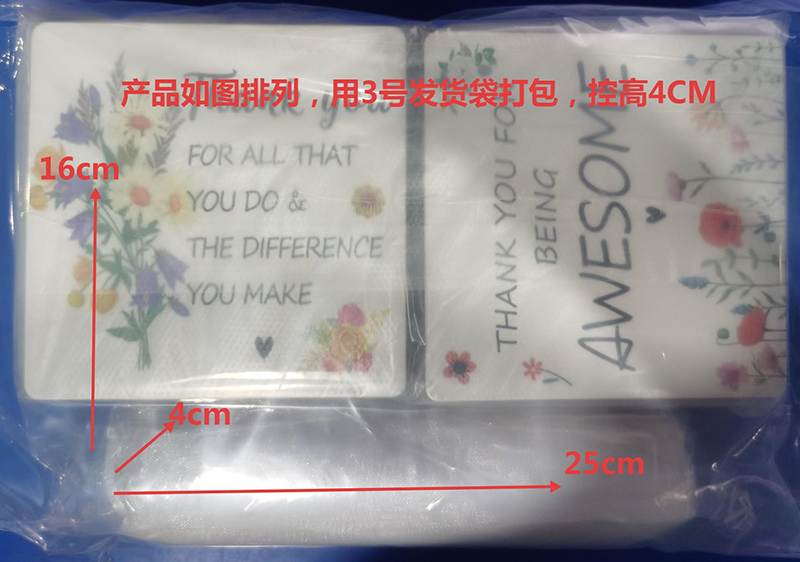 产品如图排列，用3号发货袋打包，控高4CM
Thank you
FOR ALL THAT
YOU DO &
THE DIFFERENCE
YOU MAKE
THANK YOU FOR
BEING
AWESOME
16cm
4cm
25cm